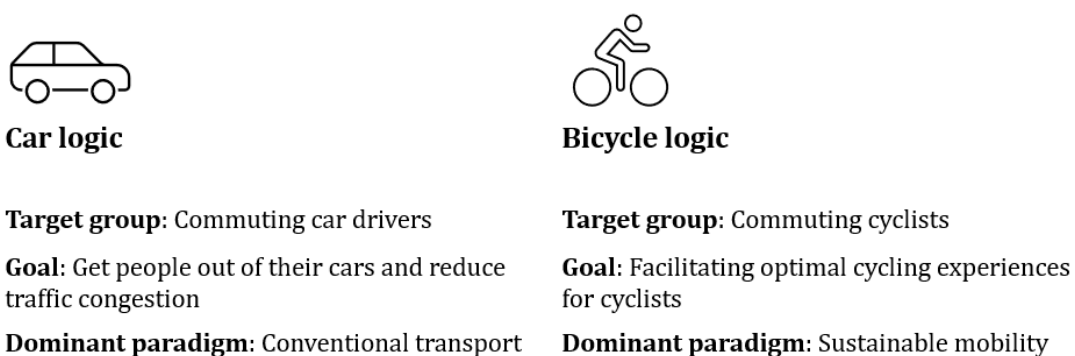 Car logic
Target group: Commuting car drivers
Goal: Get people out of their cars and reduce
traffic congestion
Dominant paradigm: Conventional transport
Bicycle logic
Target group: Commuting cyclists
Goal: Facilitating optimal cycling experiences
for cyclists
Dominant paradigm: Sustainable mobility